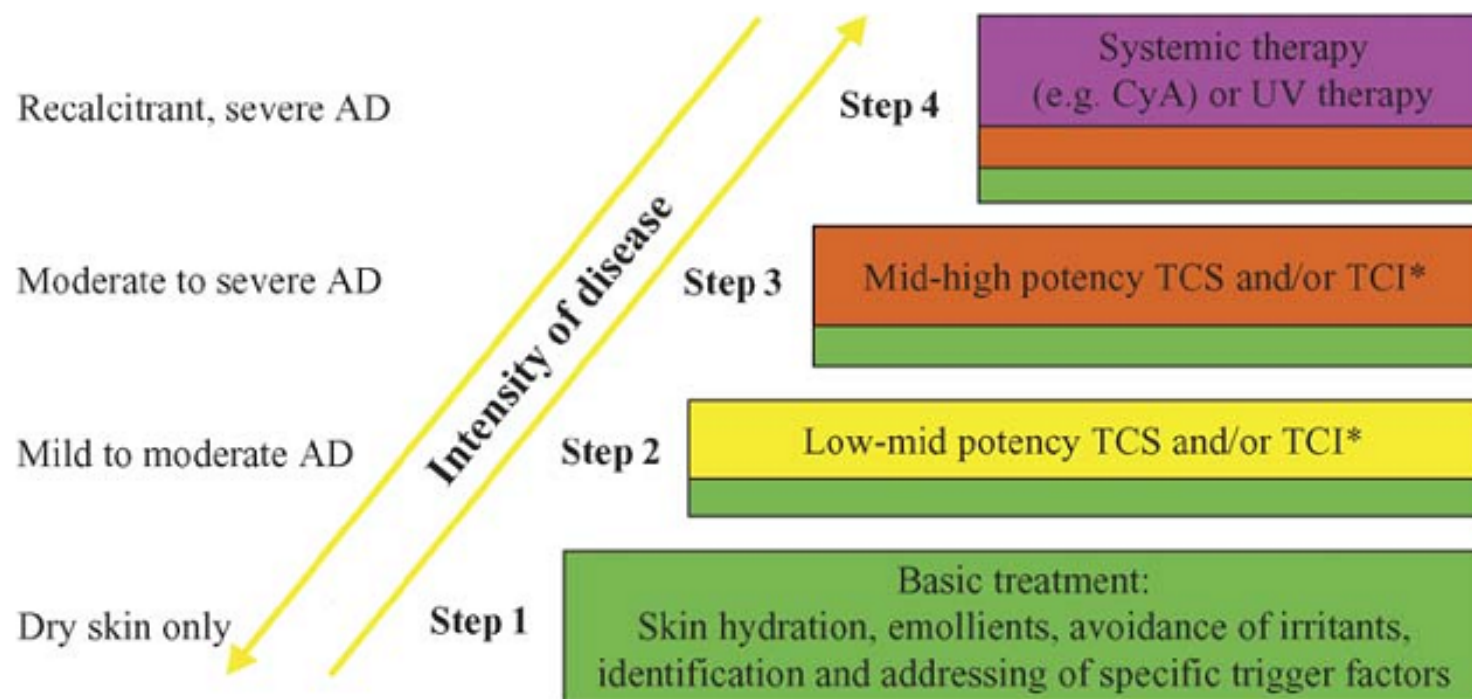 Recalcitrant, severe AD
Step 4
Systemic therapy
(e.g. CyA) or UV therapy
Moderate to severe AD
Intensity of disease
Step 3
Mid-high potency TCS and/or TCI*
Mild to moderate AD
Step 2
Low-mid potency TCS and/or TCI*
Dry skin only
Step 1
Basic treatment:
Skin hydration, emollients, avoidance of irritants,
identification and addressing of specific trigger factors